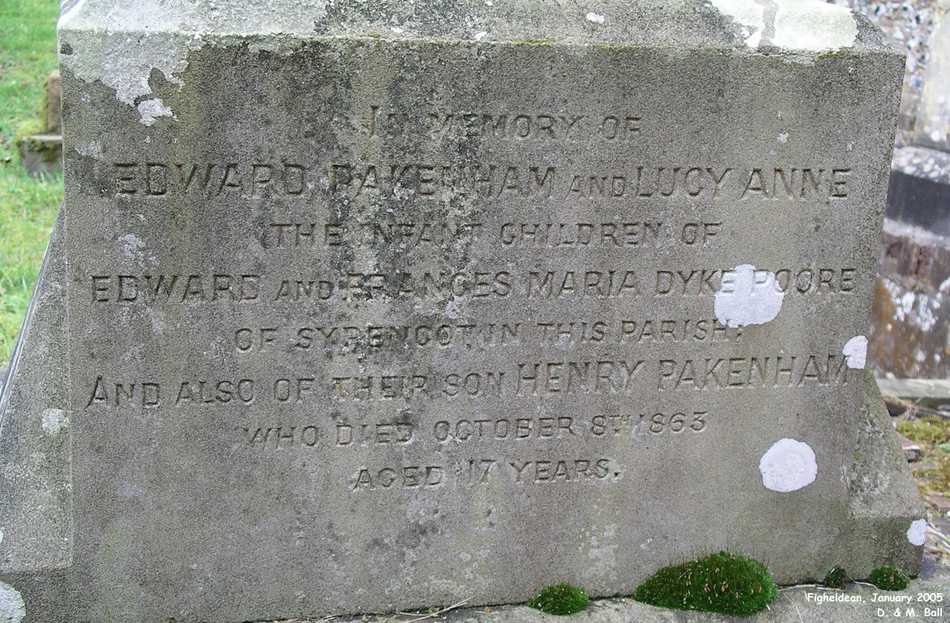 IN MEMORY OF
EDWARD PAKENHAM AND LUCY ANNE
THE INFANT CHILDREN OF
EDWARD AND FRANCES MARIA DYKE POORE
OF SYRENCOT IN THIS PARISH.
AND ALSO OF THEIR SON HENRY PAKENHAM
WHO DIED OCTOBER 8TH 1863
AGED 17 YEARS.
Figheldean, January 2005
D. & M. Ball